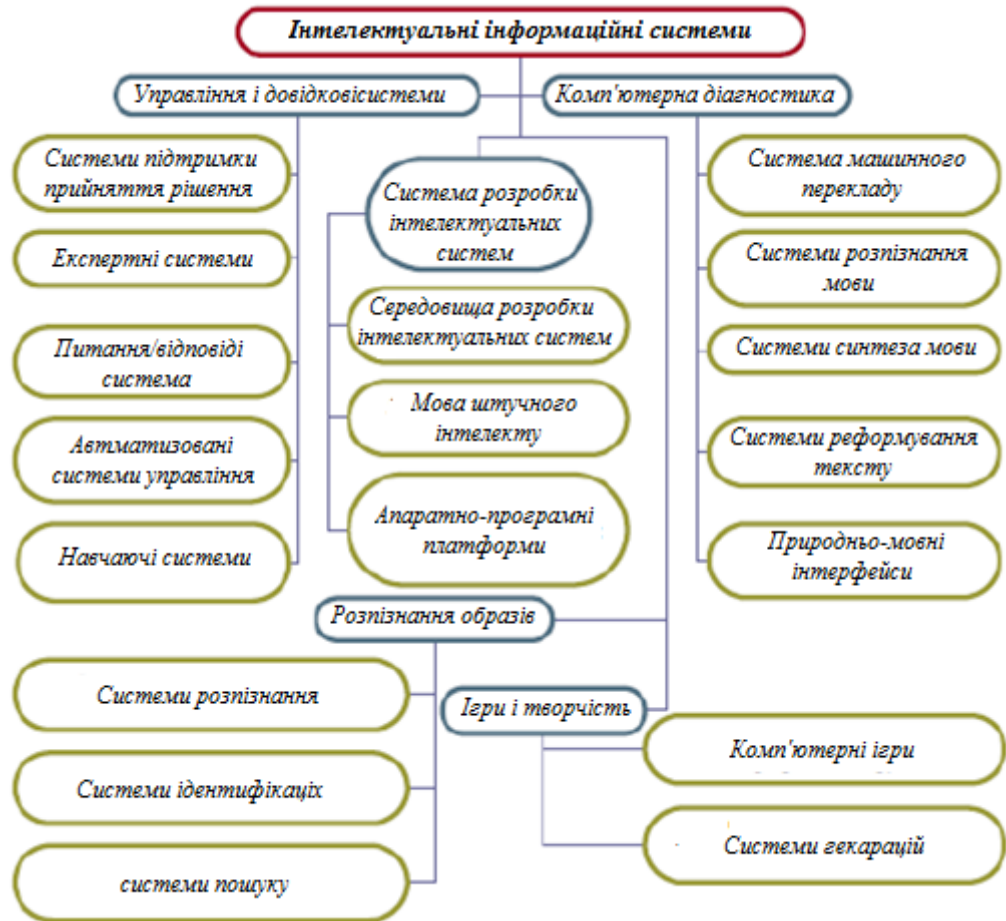 Інтелектуальні інформаційні системи
Управління і довідковісистеми
Комп'ютерна діагностика
Системи підтримки
прийняття рішення
Експертні системи
Питання/відповіді
система
Автматизовані
системи управління
Навчаючі системи
Система розробки
інтелектуальних
систем
Середовища розробки
інтелектуальних систем
Мова штучного
інтелекту
Апаратно-програмні
платформи
Система машинного
перекладу
Системи розпізнання
мови
Системи синтеза мови
Системи реформування
тексту
Природньо-мовні
інтерфейси
Розпізнання образів
Системи розпізнання
Системи ідентифікаціх
системи пошуку
Ігри і творчість
Комп'ютерні ігри
Системи гекарацій